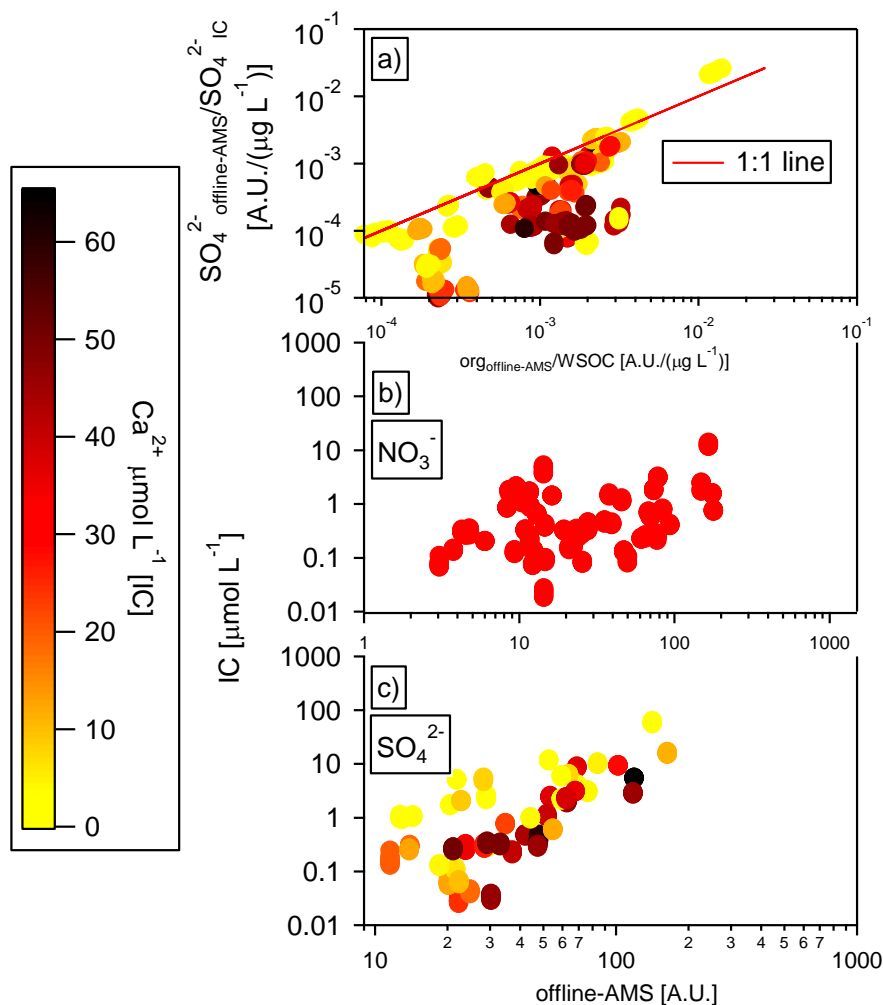 SO₄²⁻ offline-AMS/SO₄²⁻ IC
[A.U./(μg L⁻¹)]
10⁻¹
10⁻²
10⁻³
10⁻⁴
10⁻⁵
a)
1:1 line
10⁻⁴ 10⁻³ 10⁻² 10⁻¹
org offline-AMS/WSOC [A.U./(μg L⁻¹)]
Ca²⁺ μmol L⁻¹ [IC]
60
50
40
30
20
10
0
IC [μmol L⁻¹]
1000
100
10
1
0.1
0.01
b)
NO₃⁻
1 10 100 1000
1000
100
10
1
0.1
0.01
c)
SO₄²⁻
2 3 4 5 6 7 2 3 4 5 6 7
10 100 1000
offline-AMS [A.U.]